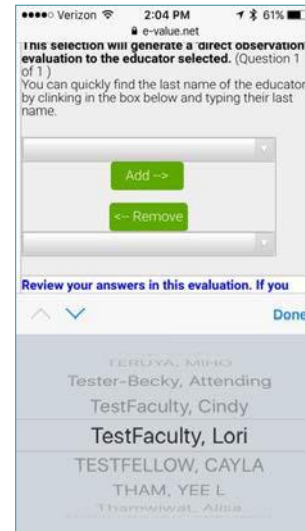 Verizon 2:04 PM 61%
e-value.net
This selection will generate a 'direct observation'
evaluation to the educator selected. (Question 1
of 1 )
You can quickly find the last name of the educator
by clinking in the box below and typing their last
name.
Add -->
<-- Remove
Review your answers in this evaluation. If you
Done
TERUYA, MIHO
Tester-Becky, Attending
TestFaculty, Cindy
TestFaculty, Lori
TESTFELLOW, CAYLA
THAM, YEE L